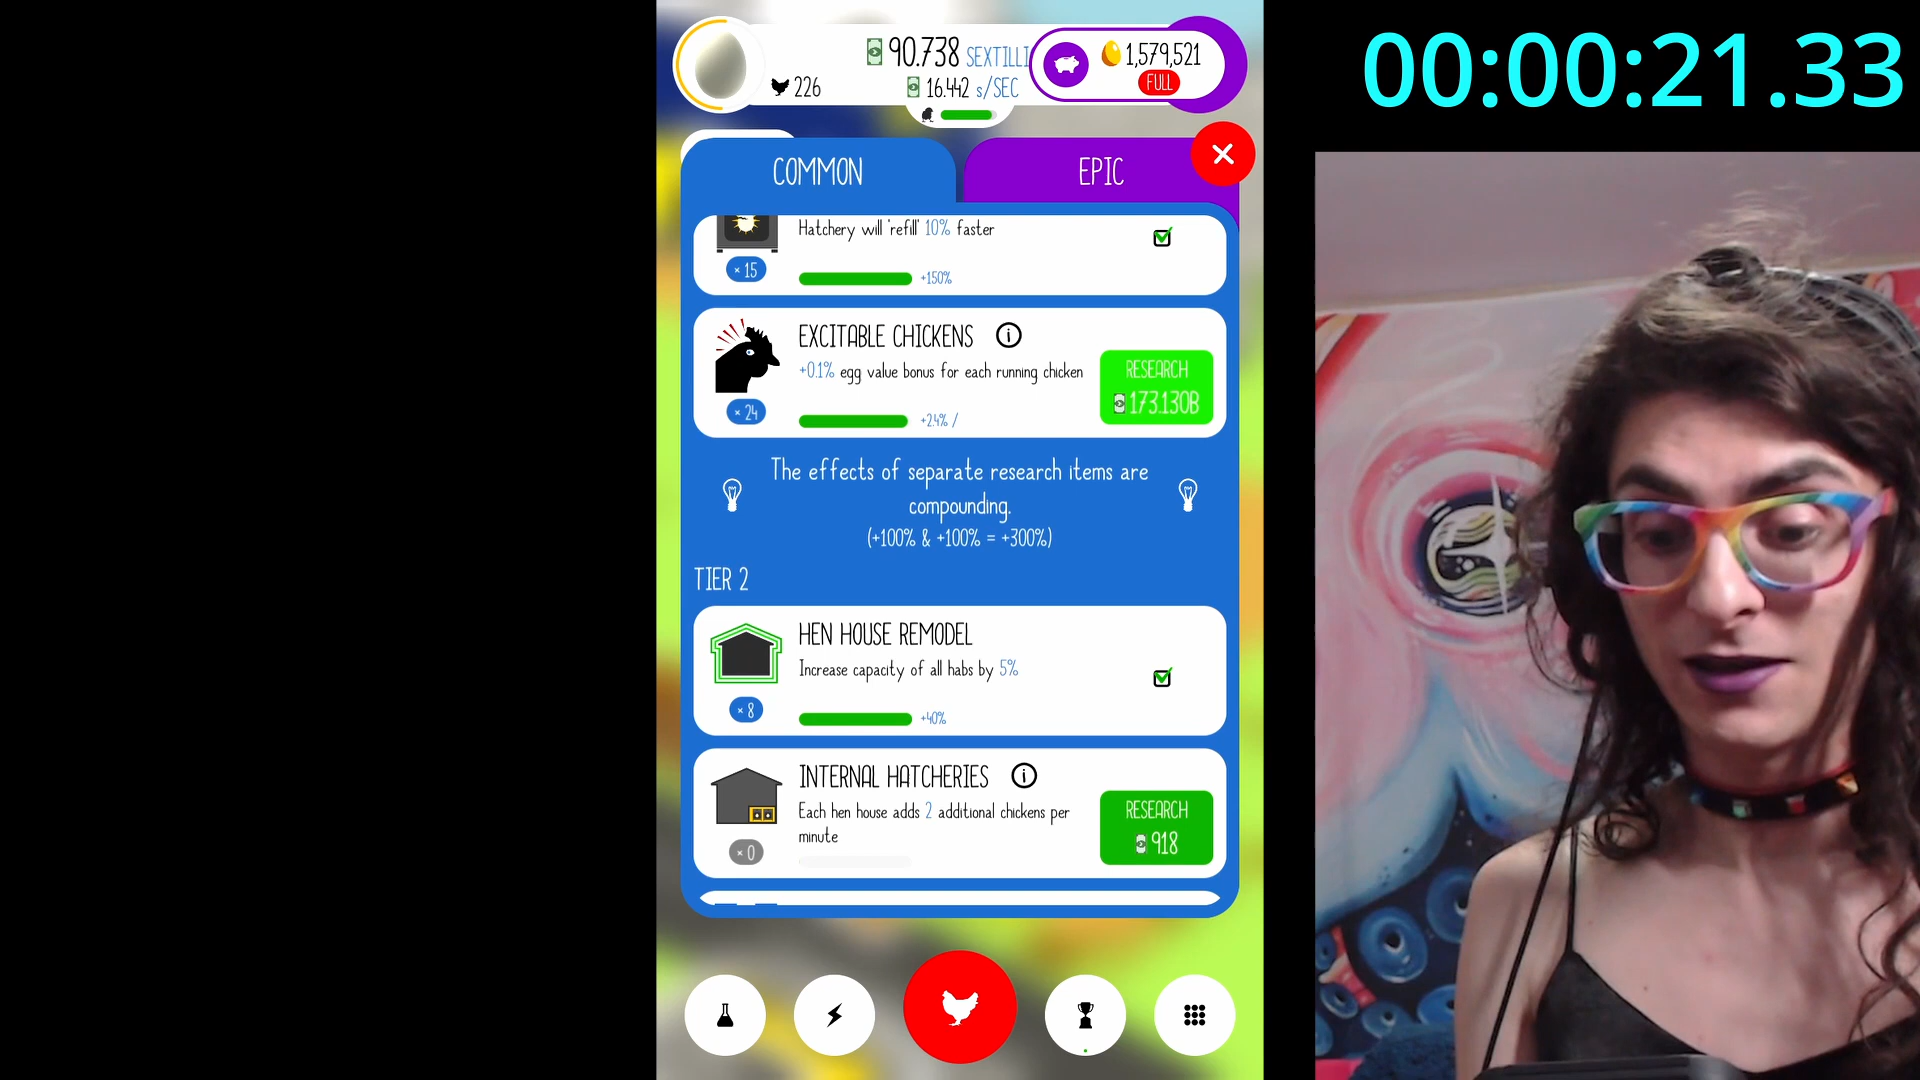 90.738 SEXTILLI
226
16.442 s/SEC
1,579,521
FULL
00:00:21.33
COMMON
EPIC
Hatchery will 'refill' 10% faster
× 15
+150%
EXCITABLE CHICKENS
+0.1% egg value bonus for each running chicken
RESEARCH
173.130B
× 24
+2.4% /
The effects of separate research items are
compounding.
(+100% & +100% = +300%)
TIER 2
HEN HOUSE REMODEL
Increase capacity of all habs by 5%
× 8
+40%
INTERNAL HATCHERIES
Each hen house adds 2 additional chickens per
minute
RESEARCH
918
× 0